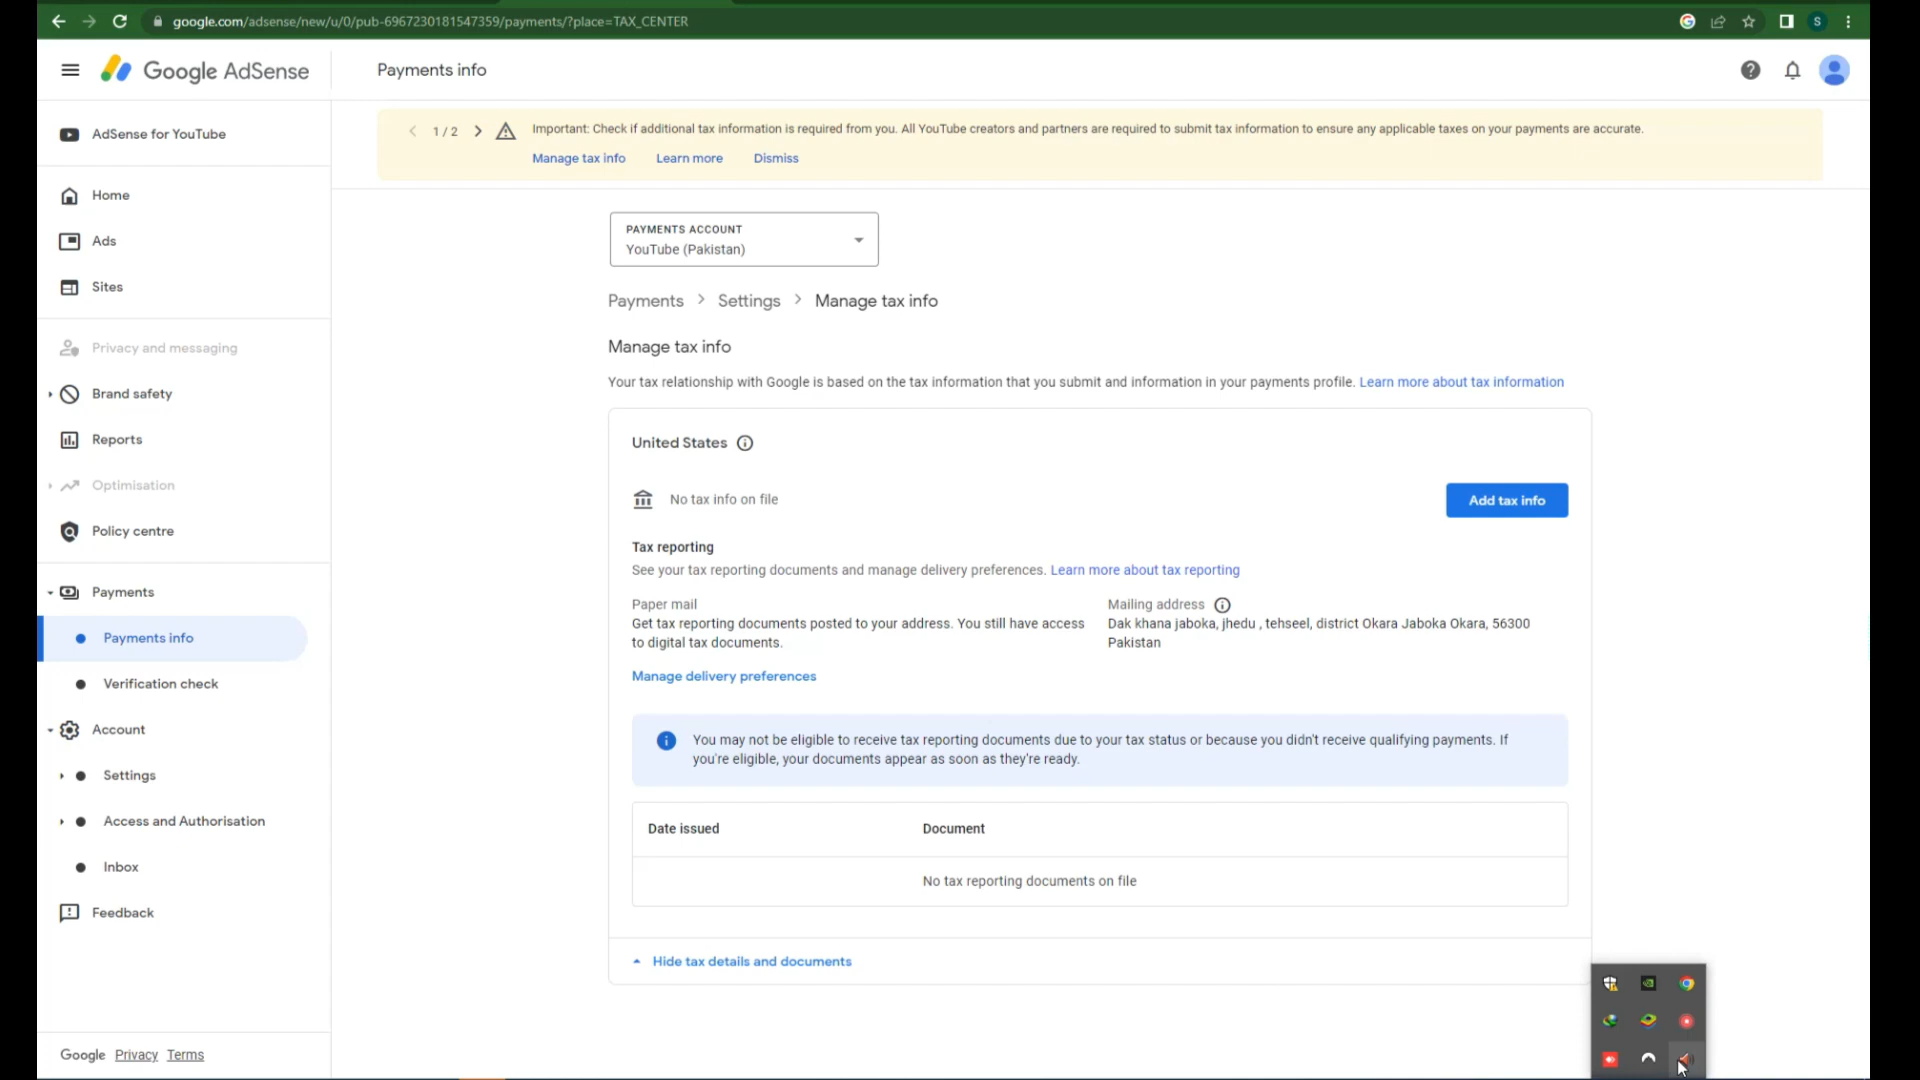 google.com/adsense/new/u/0/pub-6967230181547359/payments/?place=TAX_CENTER
S
Google AdSense
Payments info
AdSense for YouTube
Home
Ads
Sites
Privacy and messaging
Brand safety
Reports
Optimisation
Policy centre
Payments
Payments info
Verification check
Account
Settings
Access and Authorisation
Inbox
Feedback
Google Privacy Terms
1 / 2
Important: Check if additional tax information is required from you. All YouTube creators and partners are required to submit tax information to ensure any applicable taxes on your payments are accurate.
Manage tax info Learn more Dismiss
PAYMENTS ACCOUNT
YouTube (Pakistan)
Payments > Settings > Manage tax info
Manage tax info
Your tax relationship with Google is based on the tax information that you submit and information in your payments profile. Learn more about tax information
United States
No tax info on file
Add tax info
Tax reporting
See your tax reporting documents and manage delivery preferences. Learn more about tax reporting
Paper mail
Get tax reporting documents posted to your address. You still have access
to digital tax documents.
Mailing address
Dak khana jaboka, jhedu , tehseel, district Okara Jaboka Okara, 56300
Pakistan
Manage delivery preferences
You may not be eligible to receive tax reporting documents due to your tax status or because you didn't receive qualifying payments. If
you're eligible, your documents appear as soon as they're ready.
Date issued Document
No tax reporting documents on file
Hide tax details and documents